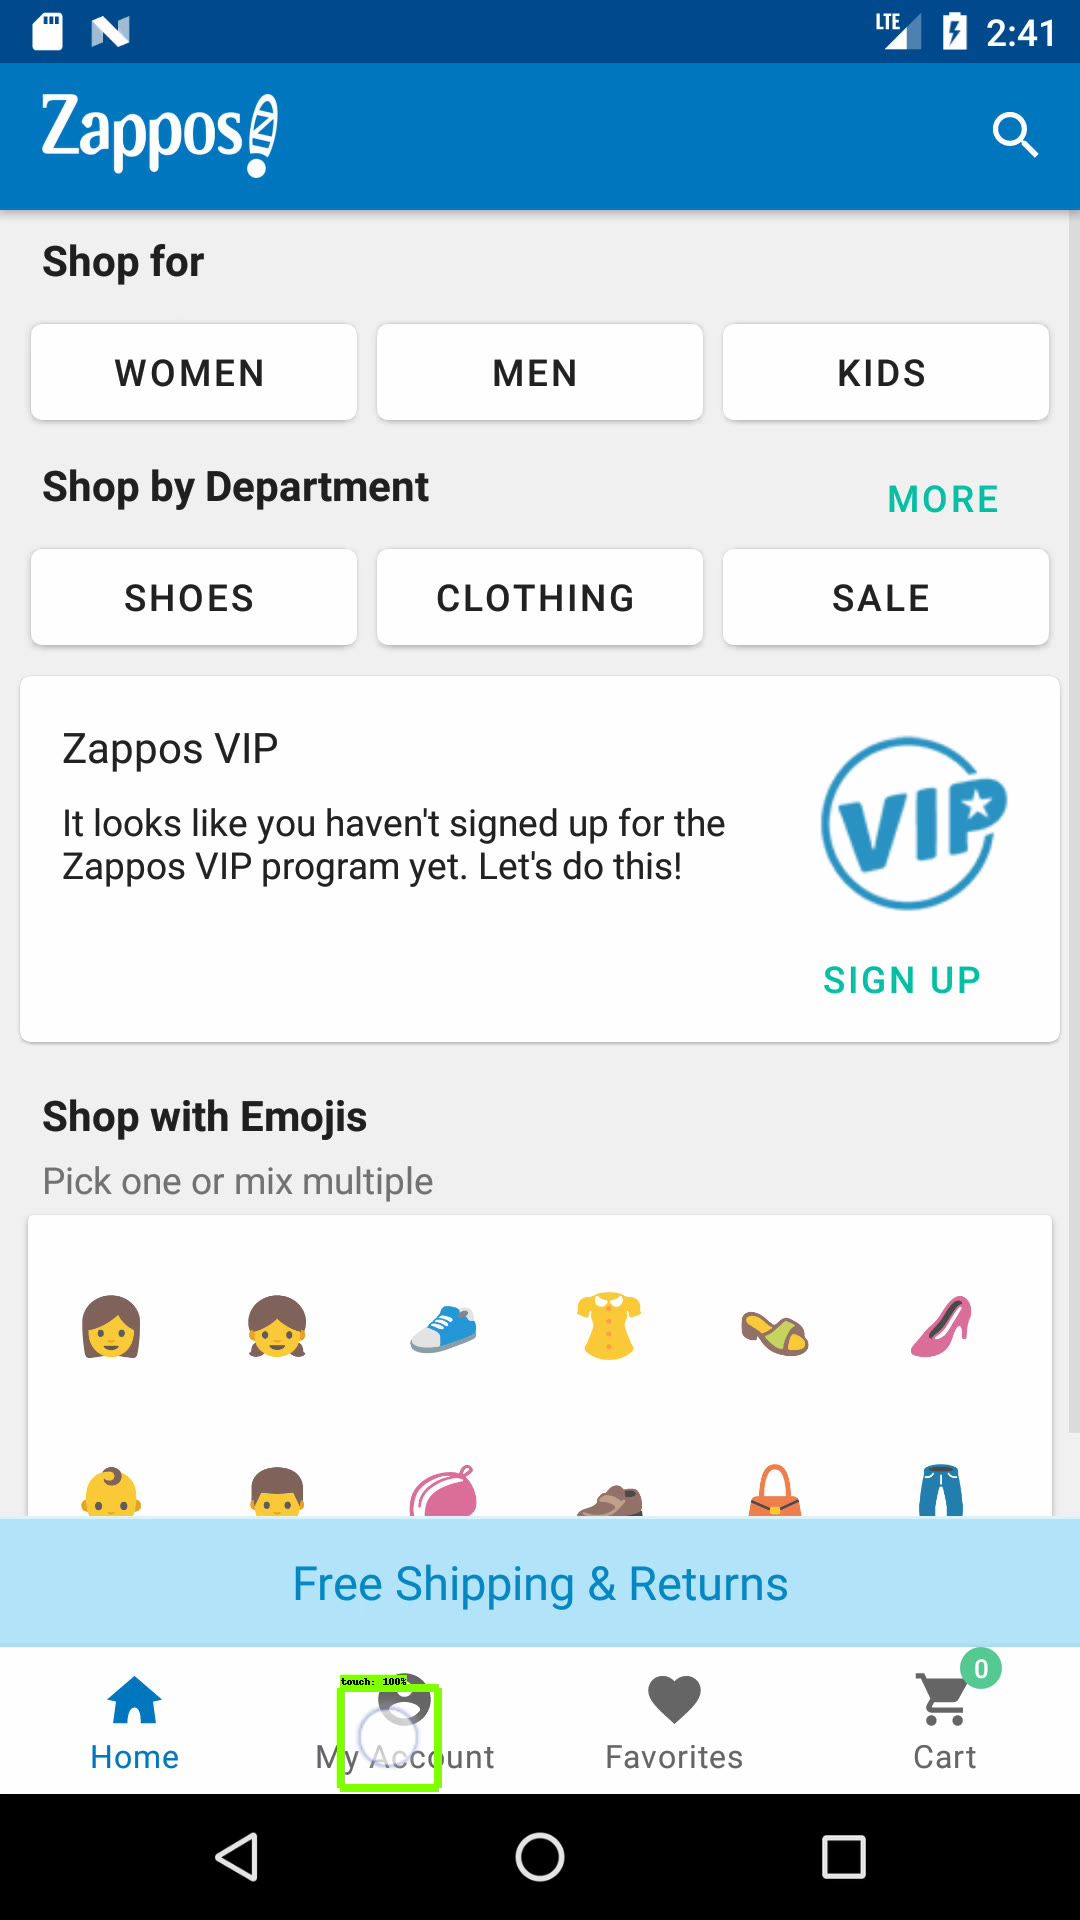 LTE 2:41
Zappos
Shop for
WOMEN MEN KIDS
Shop by Department MORE
SHOES CLOTHING SALE
Zappos VIP
It looks like you haven't signed up for the
Zappos VIP program yet. Let's do this!
VIP
SIGN UP
Shop with Emojis
Pick one or mix multiple
Free Shipping & Returns
0
touch: 100%
Home My Account Favorites Cart